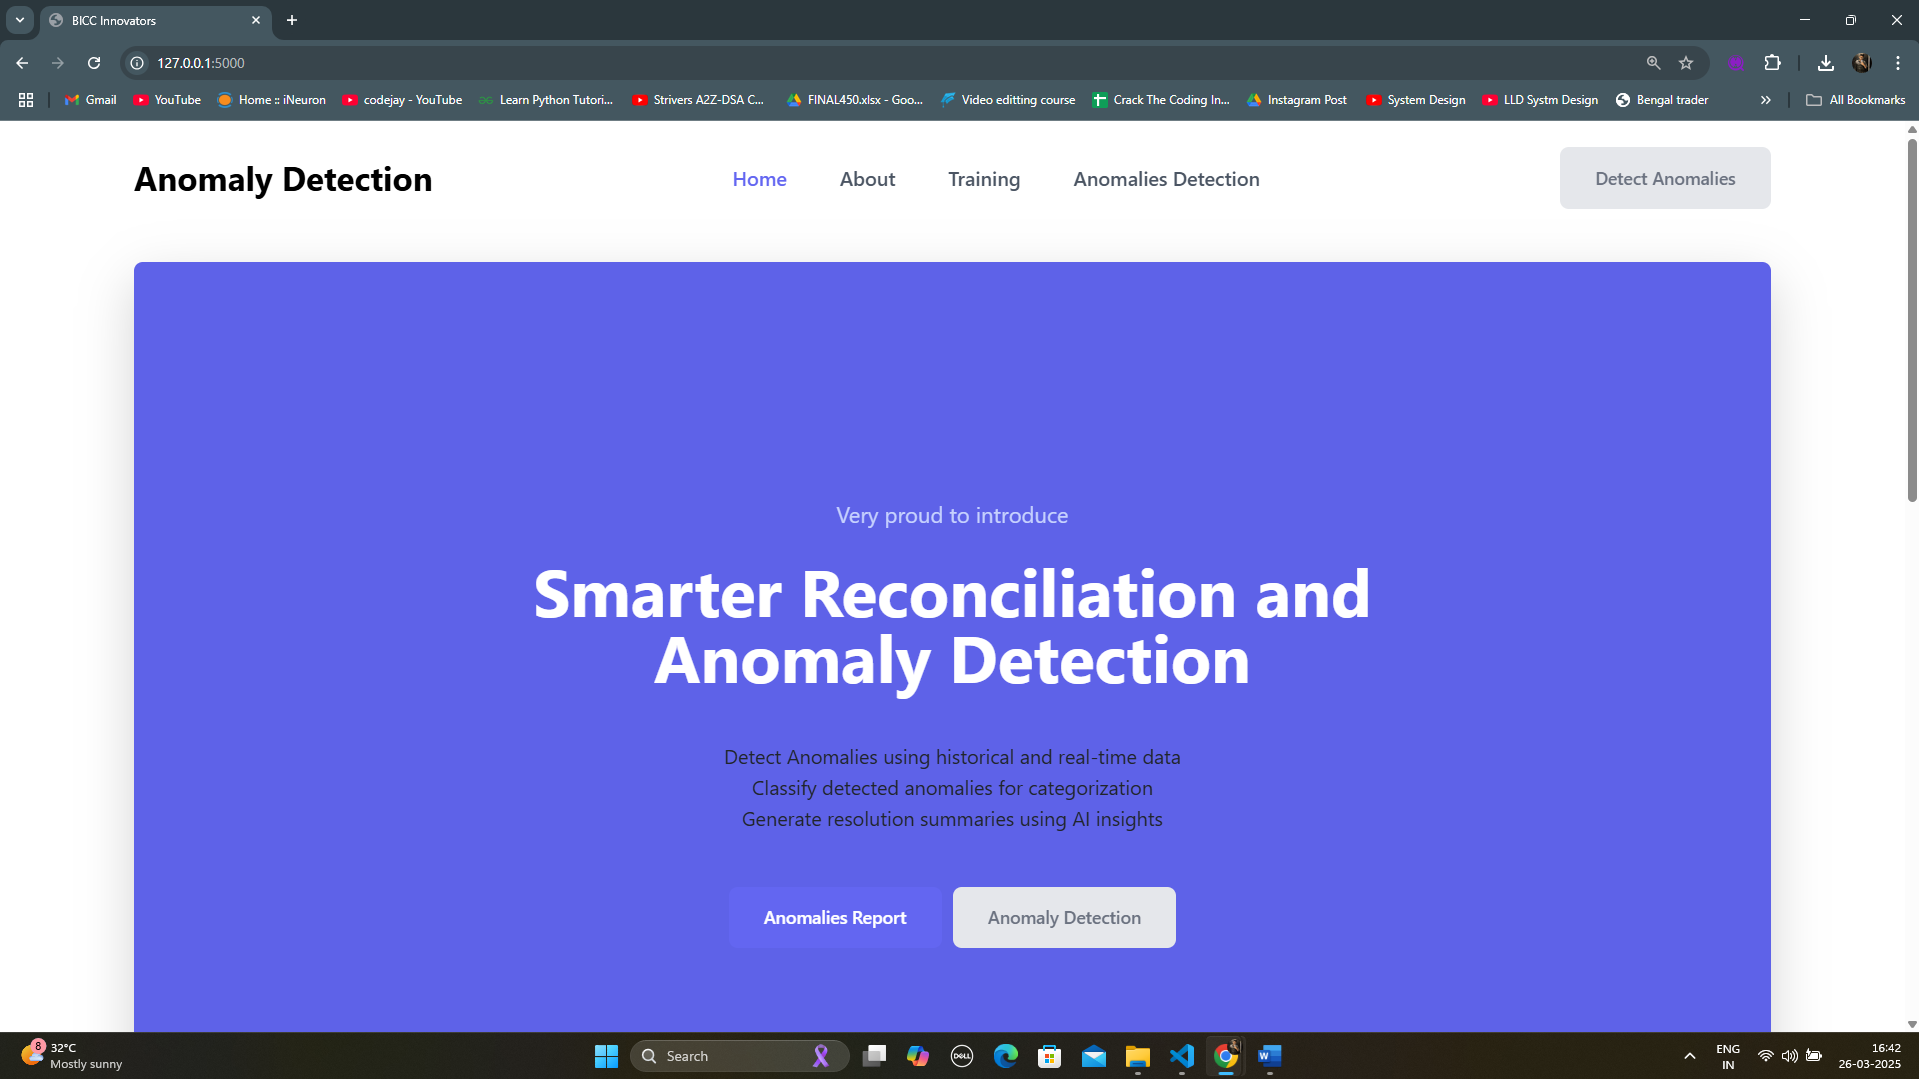 BICC Innovators
127.0.0.1:5000
Gmail
YouTube
Home :: iNeuron
codejay - YouTube
Learn Python Tutori...
Strivers A2Z-DSA C...
FINAL450.xlsx - Goo...
Video editting course
Crack The Coding In...
Instagram Post
System Design
LLD Systm Design
Bengal trader
All Bookmarks
Anomaly Detection
Home
About
Training
Anomalies Detection
Detect Anomalies
Very proud to introduce
Smarter Reconciliation and
Anomaly Detection
Detect Anomalies using historical and real-time data
Classify detected anomalies for categorization
Generate resolution summaries using AI insights
Anomalies Report
Anomaly Detection
8
32°C
Mostly sunny
Search
DELL
W
ENG
IN
16:42
26-03-2025